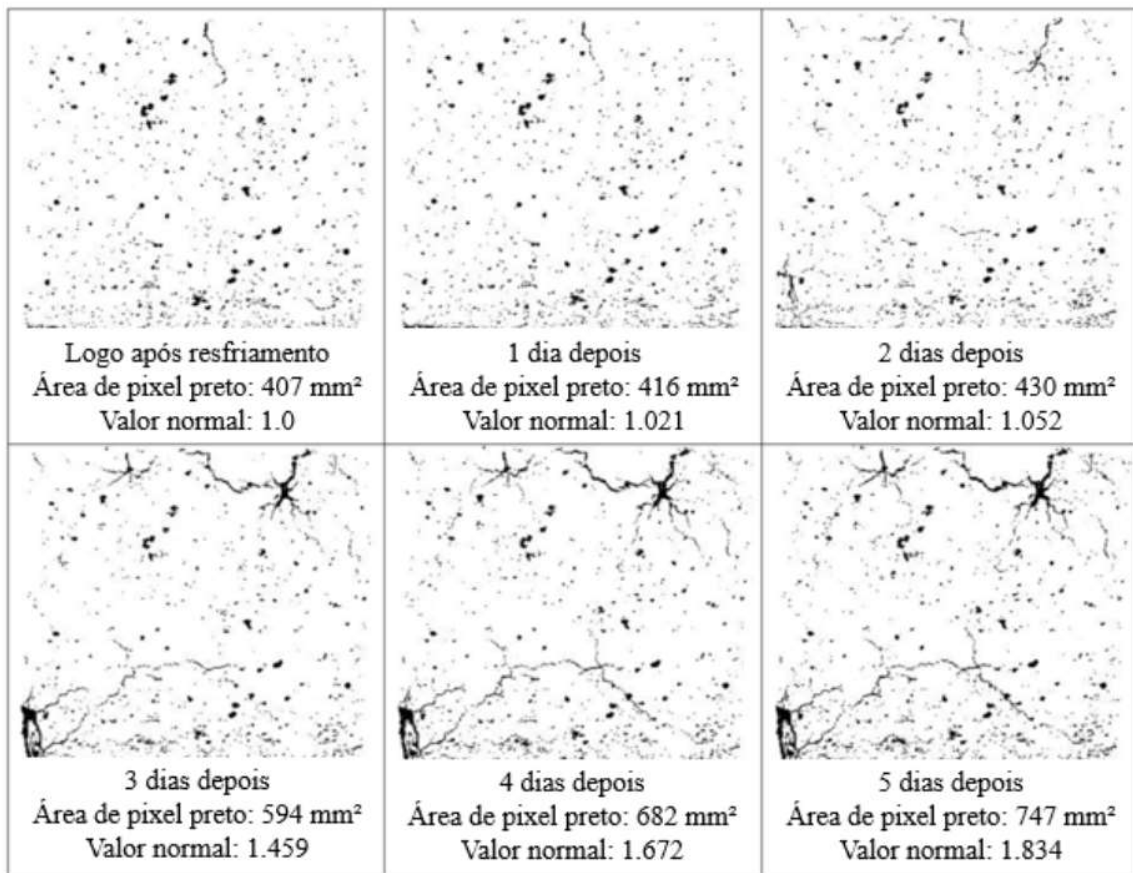 Logo após resfriamento
Área de pixel preto: 407 mm²
Valor normal: 1.0
1 dia depois
Área de pixel preto: 416 mm²
Valor normal: 1.021
2 dias depois
Área de pixel preto: 430 mm²
Valor normal: 1.052
3 dias depois
Área de pixel preto: 594 mm²
Valor normal: 1.459
4 dias depois
Área de pixel preto: 682 mm²
Valor normal: 1.672
5 dias depois
Área de pixel preto: 747 mm²
Valor normal: 1.834